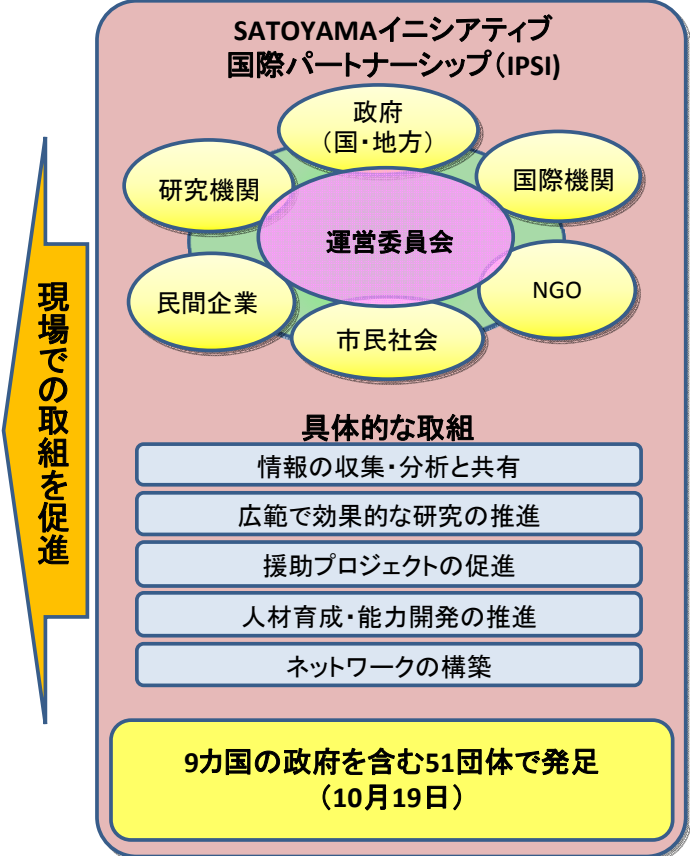 SATOYAMAイニシアティブ
国際パートナーシップ(IPSI)
政府
(国・地方)
研究機関
国際機関
運営委員会
民間企業
NGO
市民社会
現場での取組を促進
具体的な取組
情報の収集・分析と共有
広範で効果的な研究の推進
援助プロジェクトの促進
人材育成・能力開発の推進
ネットワークの構築
9カ国の政府を含む51団体で発足
(10月19日)